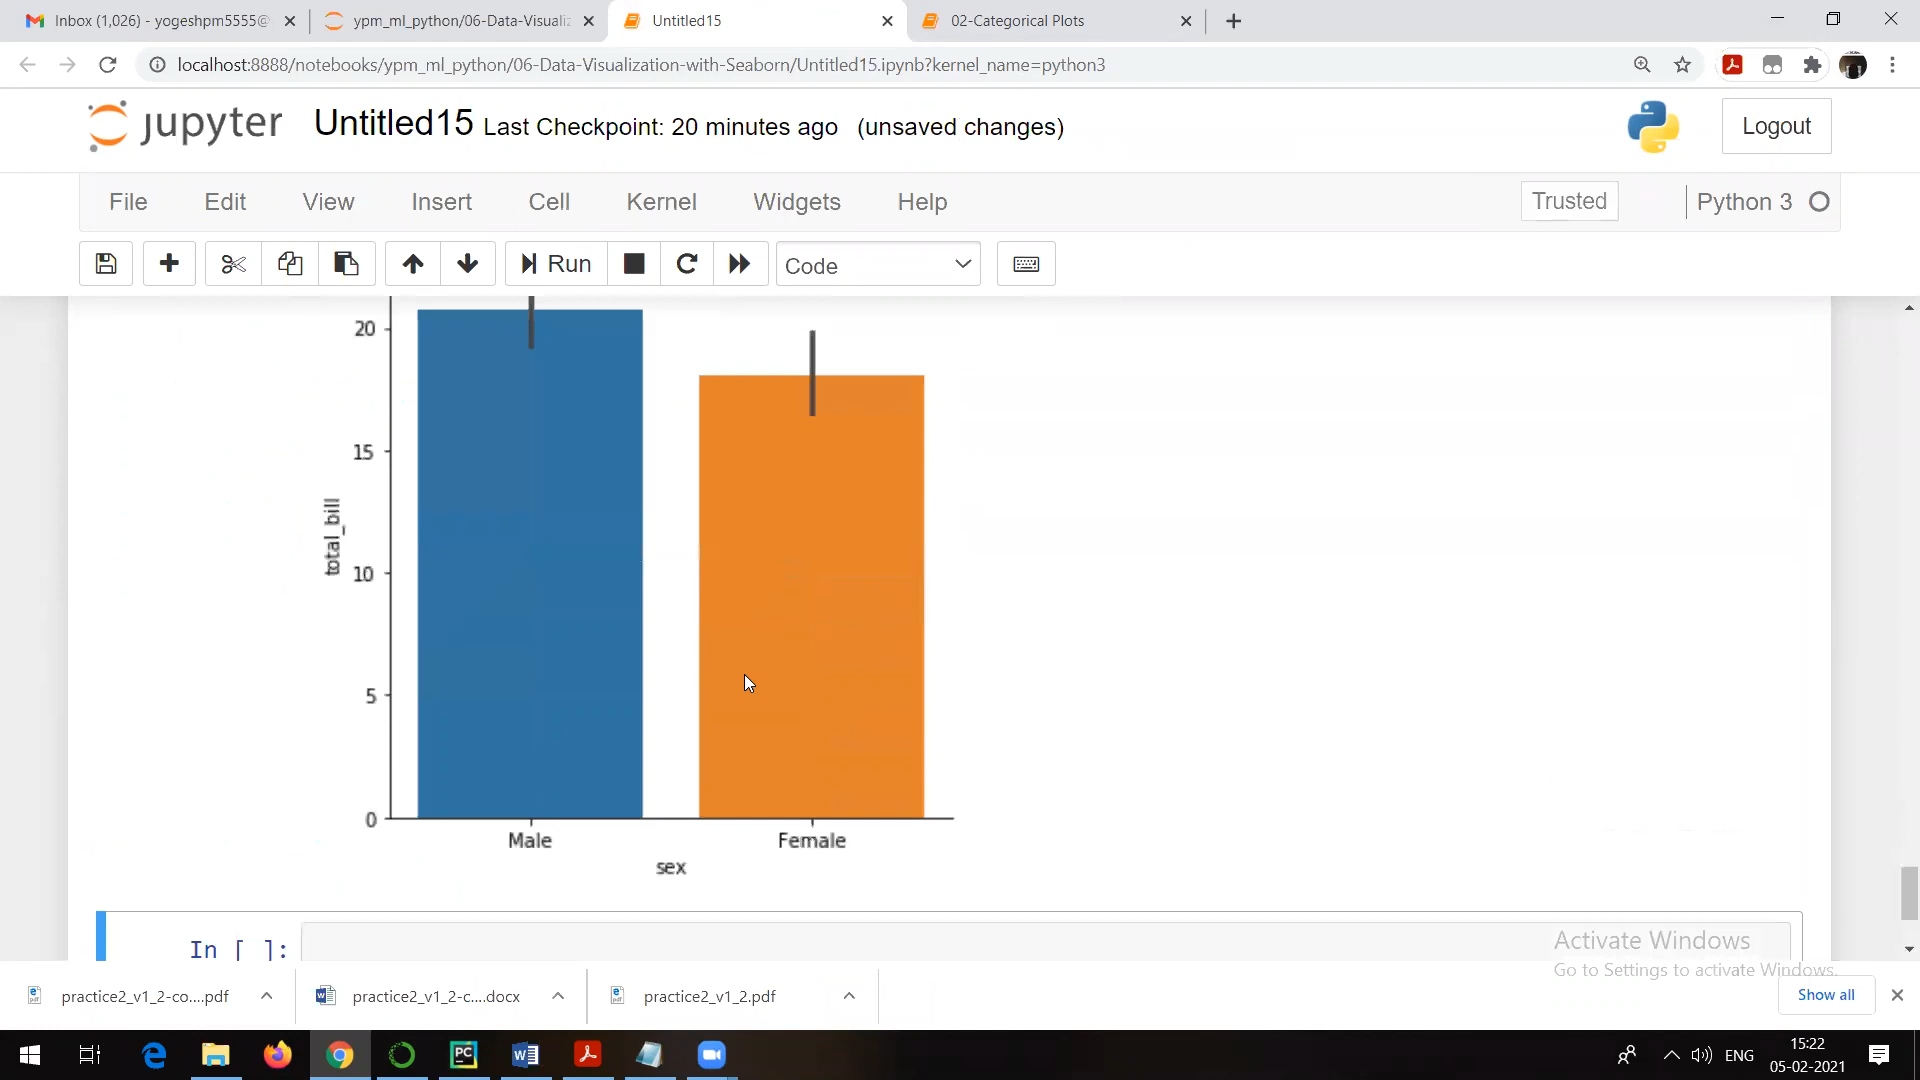 Inbox (1,026) - yogeshpm5555@
ypm_ml_python/06-Data-Visualiz
Untitled15
02-Categorical Plots
localhost:8888/notebooks/ypm_ml_python/06-Data-Visualization-with-Seaborn/Untitled15.ipynb?kernel_name=python3
jupyter Untitled15 Last Checkpoint: 20 minutes ago (unsaved changes)
Logout
File Edit View Insert Cell Kernel Widgets Help
Trusted
Python 3
Run
Code
20
15
10
5
0
total_bill
Male Female
sex
In [ ]:
Activate Windows
Go to Settings to activate Windows.
practice2_v1_2-co....pdf
practice2_v1_2-c....docx
practice2_v1_2.pdf
Show all
PC
ENG
15:22
05-02-2021